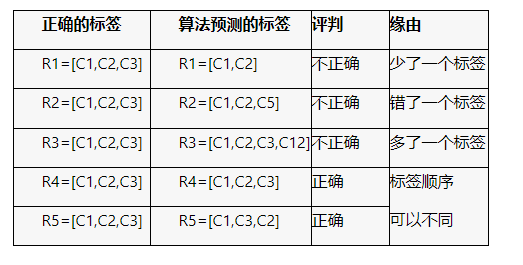 正确的标签 算法预测的标签 评判 缘由
R1=[C1,C2,C3] R1=[C1,C2] 不正确 少了一个标签
R2=[C1,C2,C3] R2=[C1,C2,C5] 不正确 错了一个标签
R3=[C1,C2,C3] R3=[C1,C2,C3,C12] 不正确 多了一个标签
R4=[C1,C2,C3] R4=[C1,C2,C3] 正确 标签顺序
R5=[C1,C2,C3] R5=[C1,C3,C2] 正确 可以不同